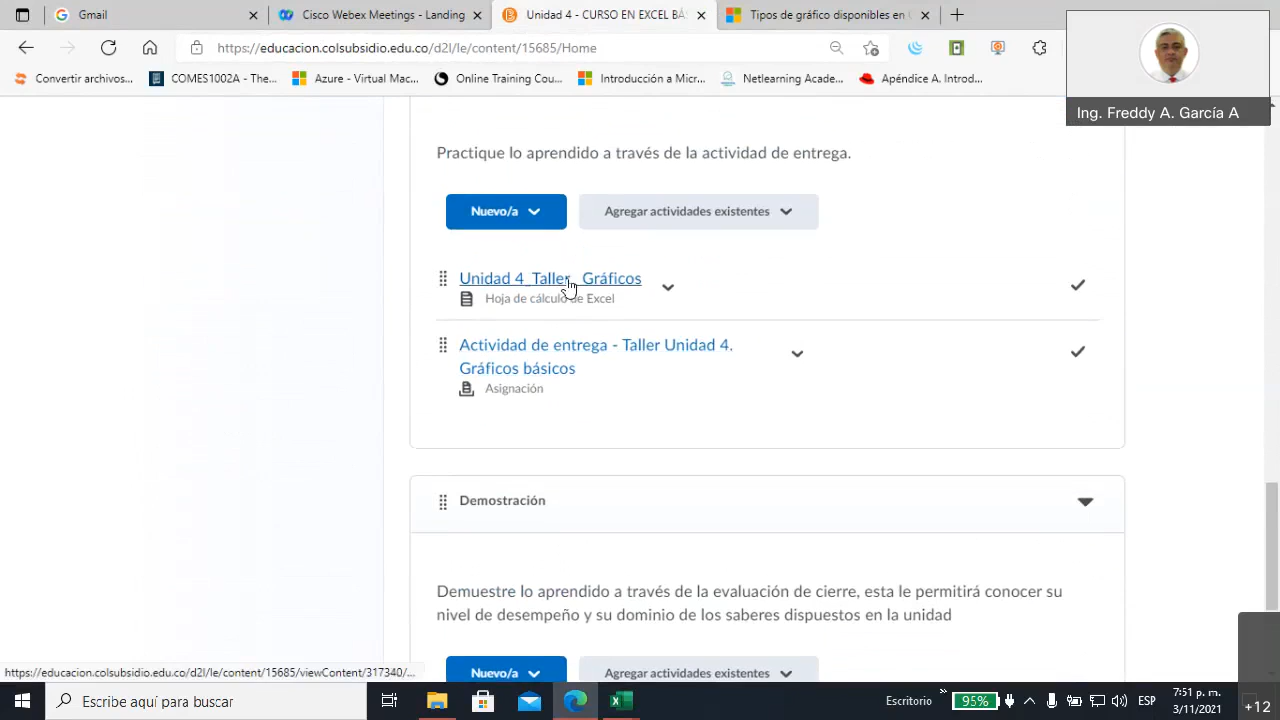 Gmail
Cisco Webex Meetings - Landing
Unidad 4 - CURSO EN EXCEL BÁS
Tipos de gráfico disponibles en
https://educacion.colsubsidio.edu.co/d2l/le/content/15685/Home
Convertir archivos...
COMES1002A - The...
Azure - Virtual Mac...
Online Training Cou...
Introducción a Micr...
Netlearning Acade...
Apéndice A. Introd...
Ing. Freddy A. García A
Practique lo aprendido a través de la actividad de entrega.
Nuevo/a
Agregar actividades existentes
Unidad 4_Taller_ Gráficos
Hoja de cálculo de Excel
Actividad de entrega - Taller Unidad 4.
Gráficos básicos
Asignación
Demostración
Demuestre lo aprendido a través de la evaluación de cierre, esta le permitirá conocer su
nivel de desempeño y su dominio de los saberes dispuestos en la unidad
Nuevo/a
Agregar actividades existentes
https://educacion.colsubsidio.edu.co/d2l/le/content/15685/viewContent/317340/...
Escribe aquí para buscar
Escritorio
95%
ESP
7:51 p. m.
3/11/2021
+12